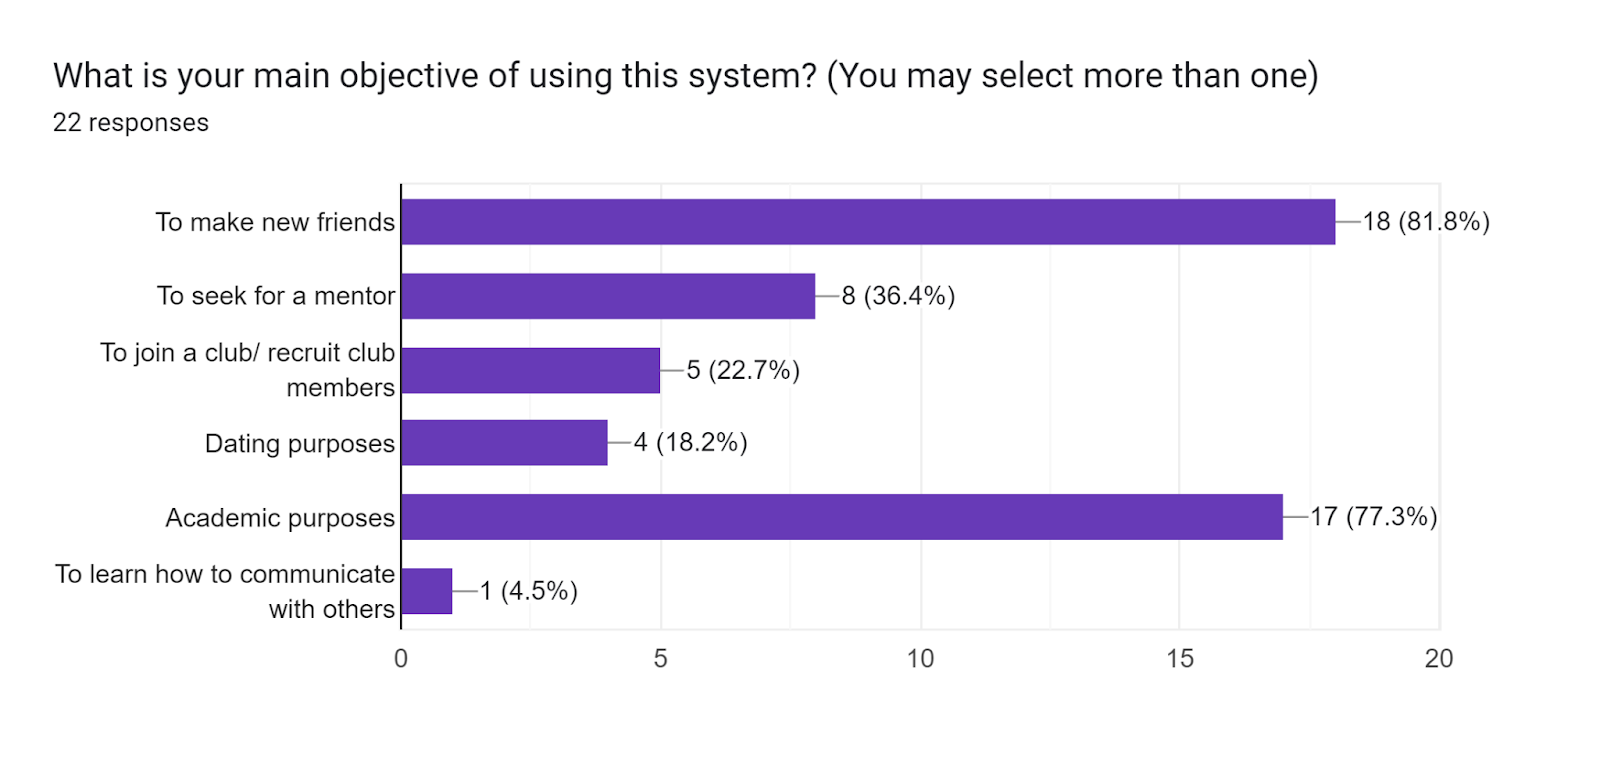 What is your main objective of using this system? (You may select more than one)
22 responses
To make new friends
18 (81.8%)
To seek for a mentor
8 (36.4%)
To join a club/ recruit club
members
5 (22.7%)
Dating purposes
4 (18.2%)
Academic purposes
17 (77.3%)
To learn how to communicate
with others
1 (4.5%)
0 5 10 15 20